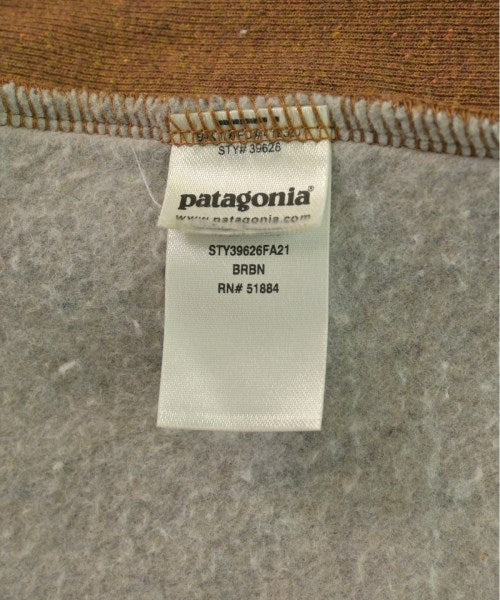 STY# 39626
patagonia®
www.patagonia.com
STY39626FA21
BRBN
RN# 51884